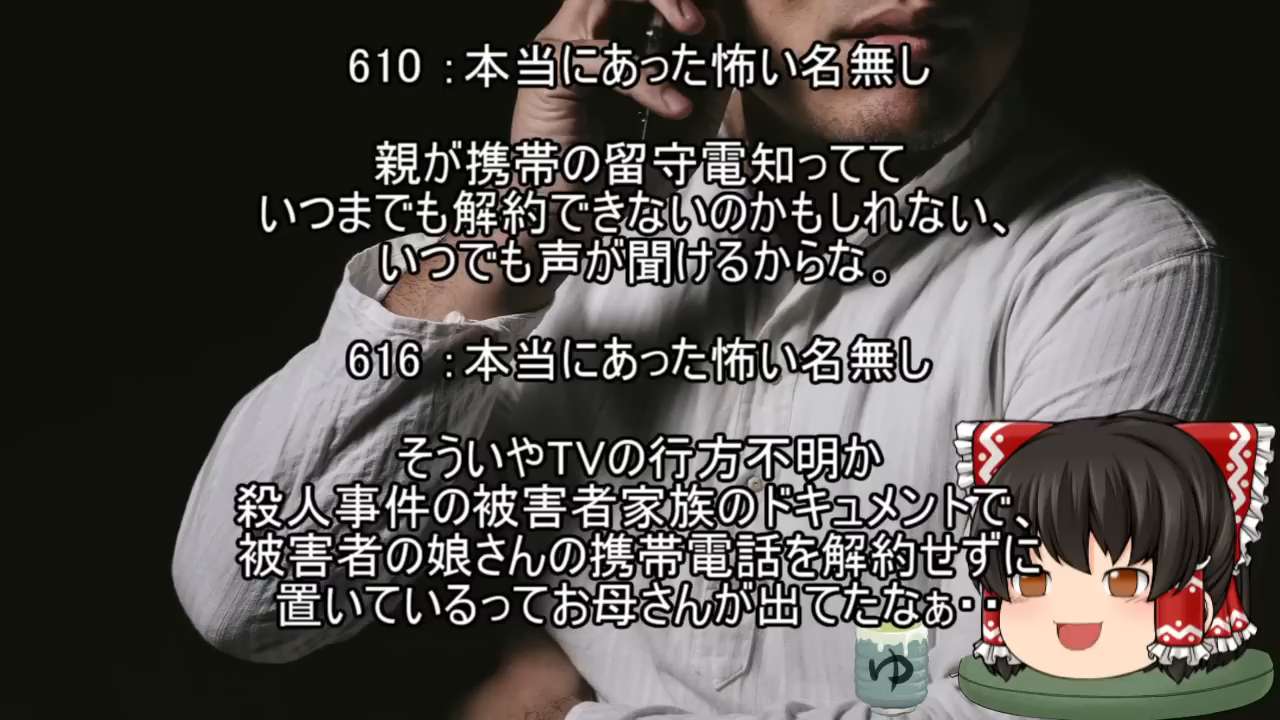 610 :本当にあった怖い名無し
親が携帯の留守電知ってて
いつまでも解約できないのかもしれない、
いつでも声が聞けるからな。
616 :本当にあった怖い名無し
そういやTVの行方不明か
殺人事件の被害者家族のドキュメントで、
被害者の娘さんの携帯電話を解約せずに
置いているってお母さんが出てたなぁ・・
ゆ